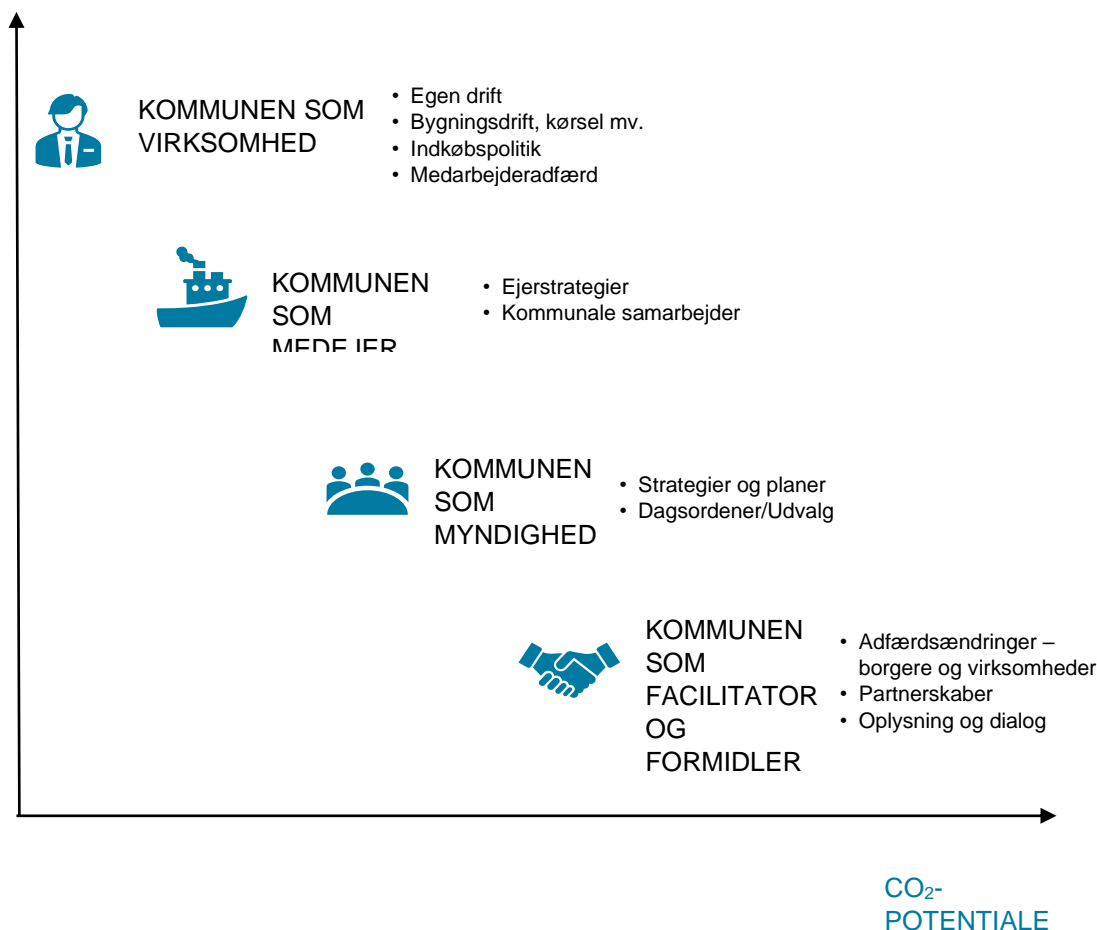 KOMMUNEN SOM
VIRKSOMHED
• Egen drift
• Bygningsdrift, kørsel mv.
• Indkøbspolitik
• Medarbejderadfærd
KOMMUNEN
SOM
MEDEJER
• Ejerstrategier
• Kommunale samarbejder
KOMMUNEN
SOM
MYNDIGHED
• Strategier og planer
• Dagsordener/Udvalg
KOMMUNEN
SOM
FACILITATOR
OG
FORMIDLER
• Adfærdsændringer –
borgere og virksomheder
• Partnerskaber
• Oplysning og dialog
CO₂-
POTENTIALE